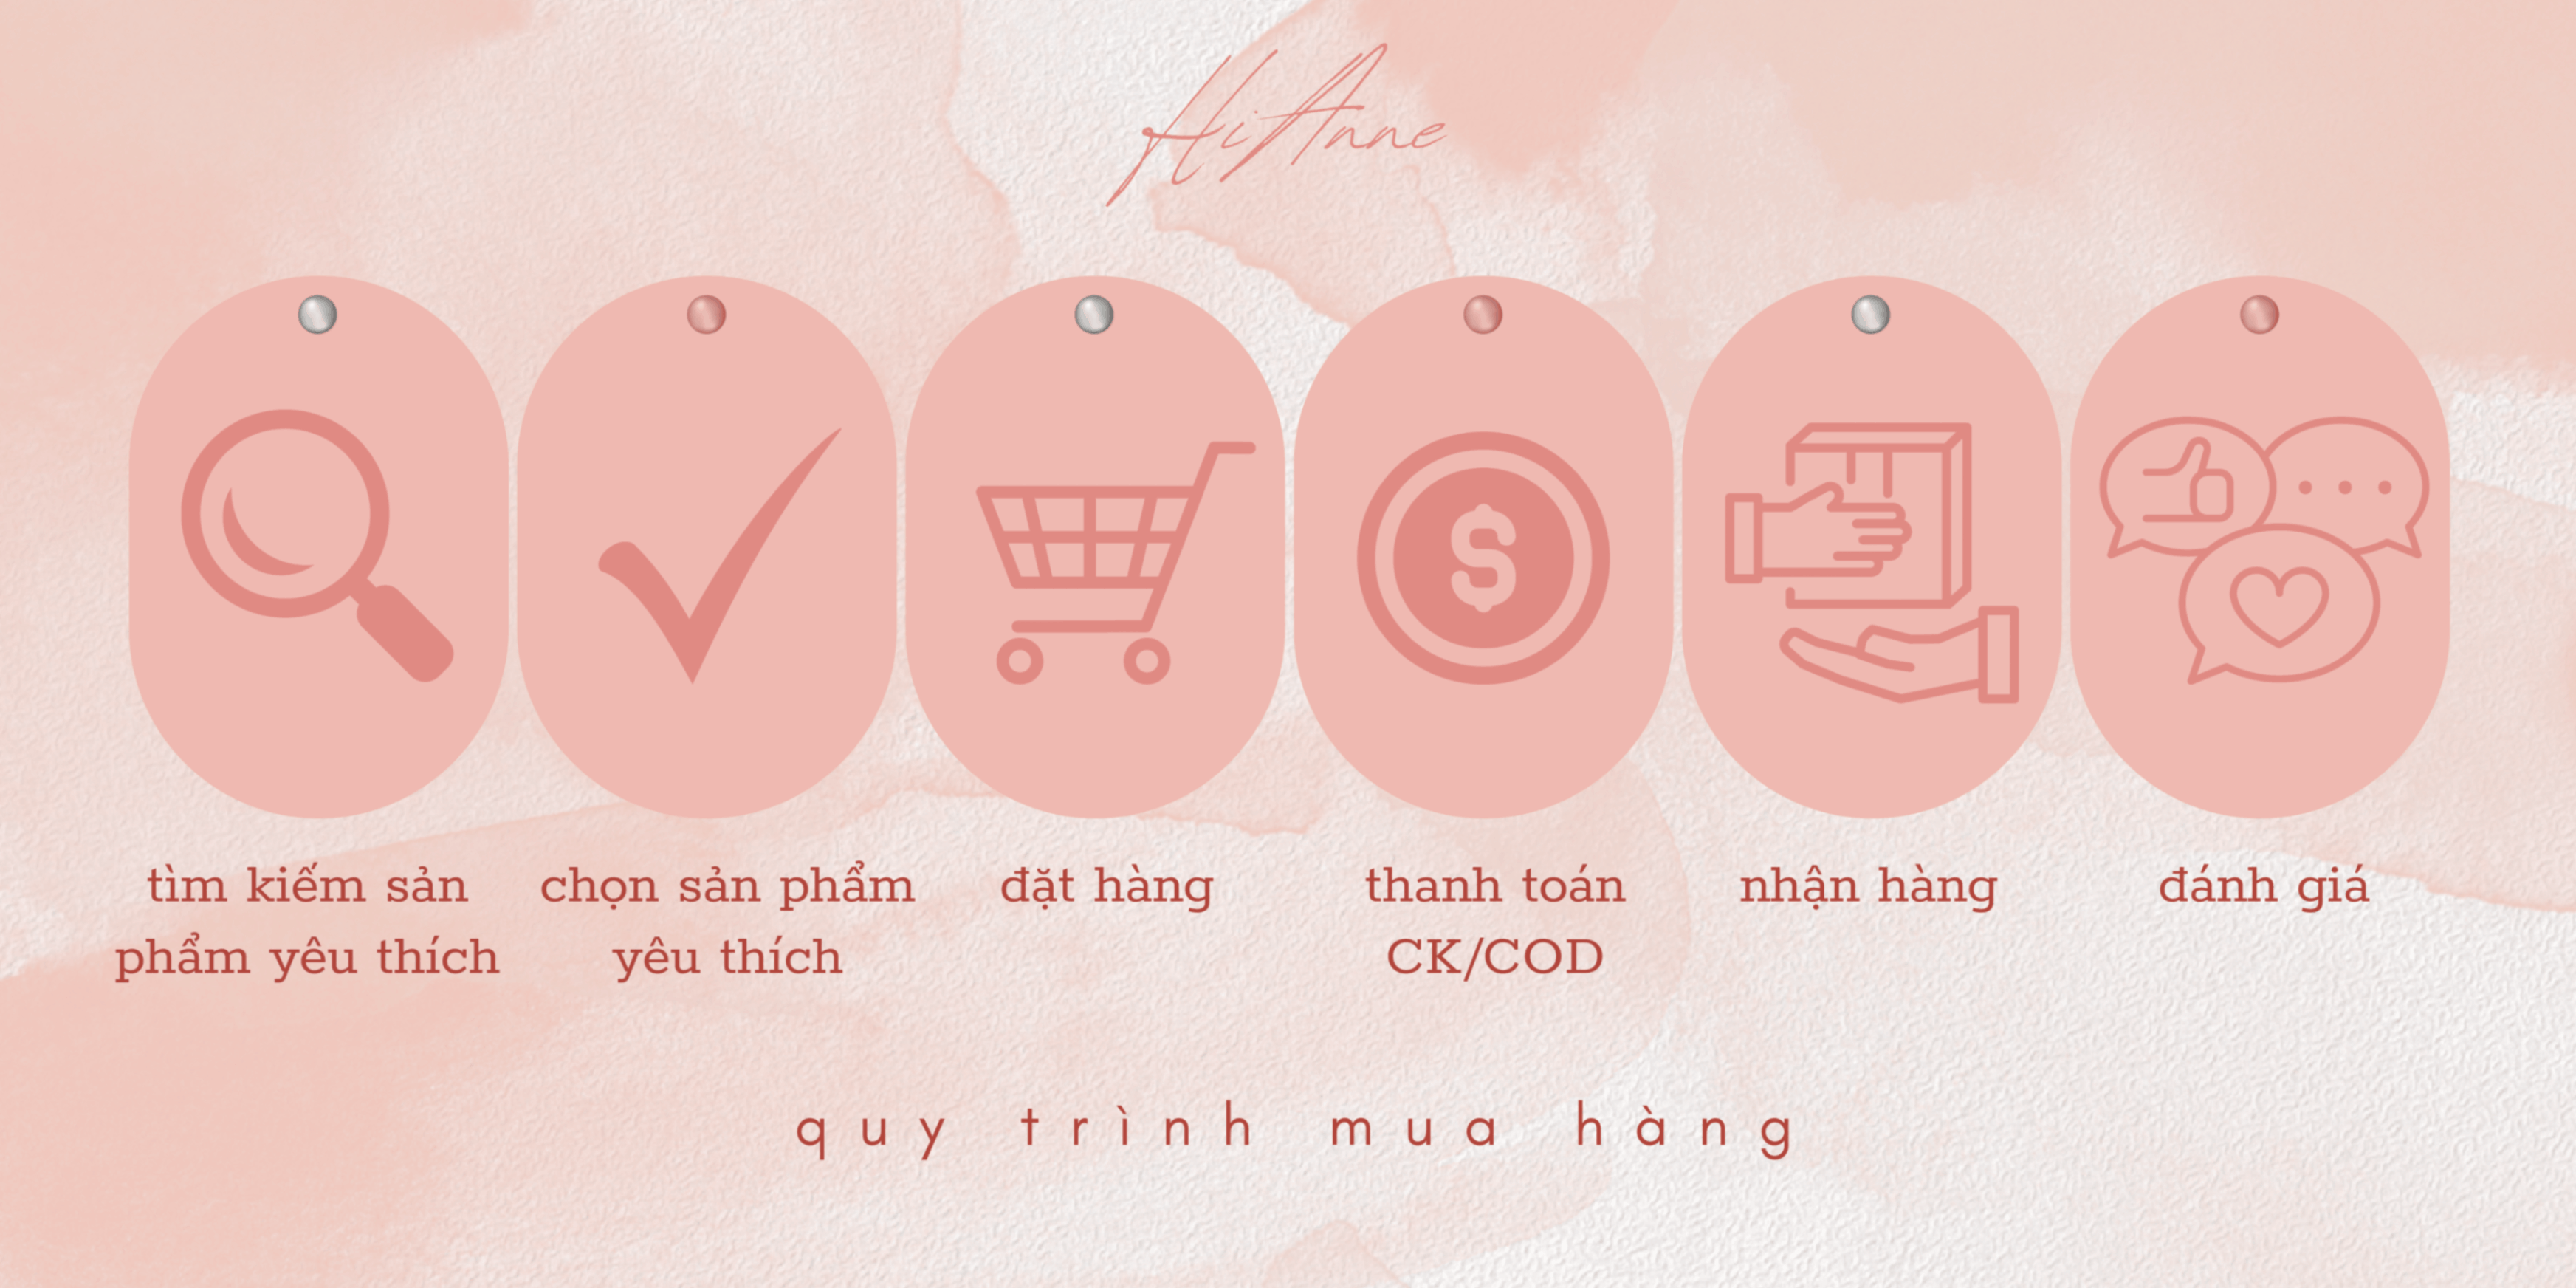 HiAnne
tìm kiếm sản
phẩm yêu thích
chọn sản phẩm
yêu thích
đặt hàng
thanh toán
CK/COD
nhận hàng
đánh giá
quy trình mua hàng